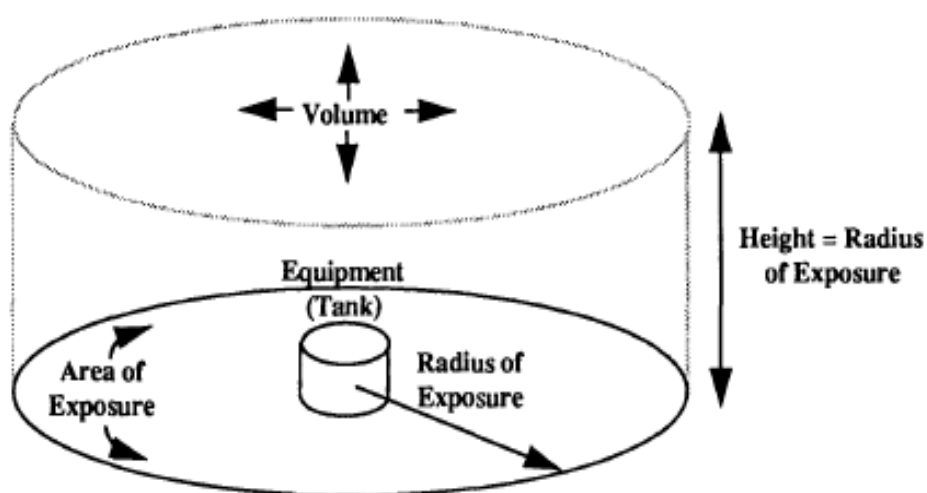 Volume
Height = Radius
of Exposure
Equipment
(Tank)
Area of
Exposure
Radius of
Exposure